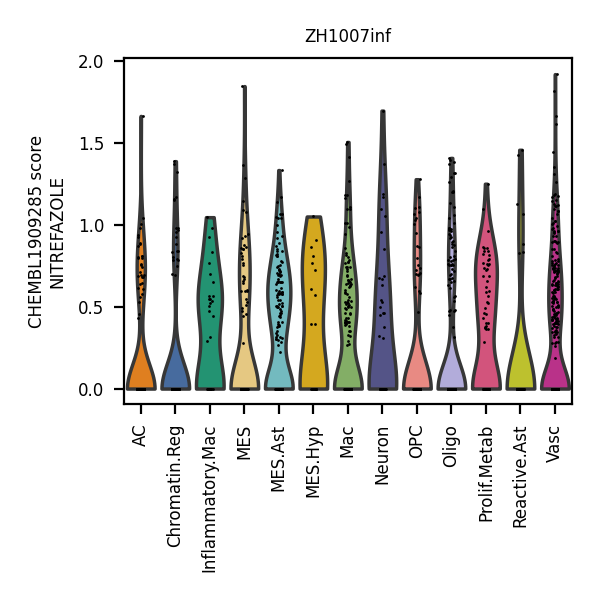 ZH1007inf
CHEMBL1909285 score
NITREFAZOLE
2.0
1.5
1.0
0.5
0.0
AC
Chromatin.Reg
Inflammatory.Mac
MES
MES.Ast
MES.Hyp
Mac
Neuron
OPC
Oligo
Prolif.Metab
Reactive.Ast
Vasc